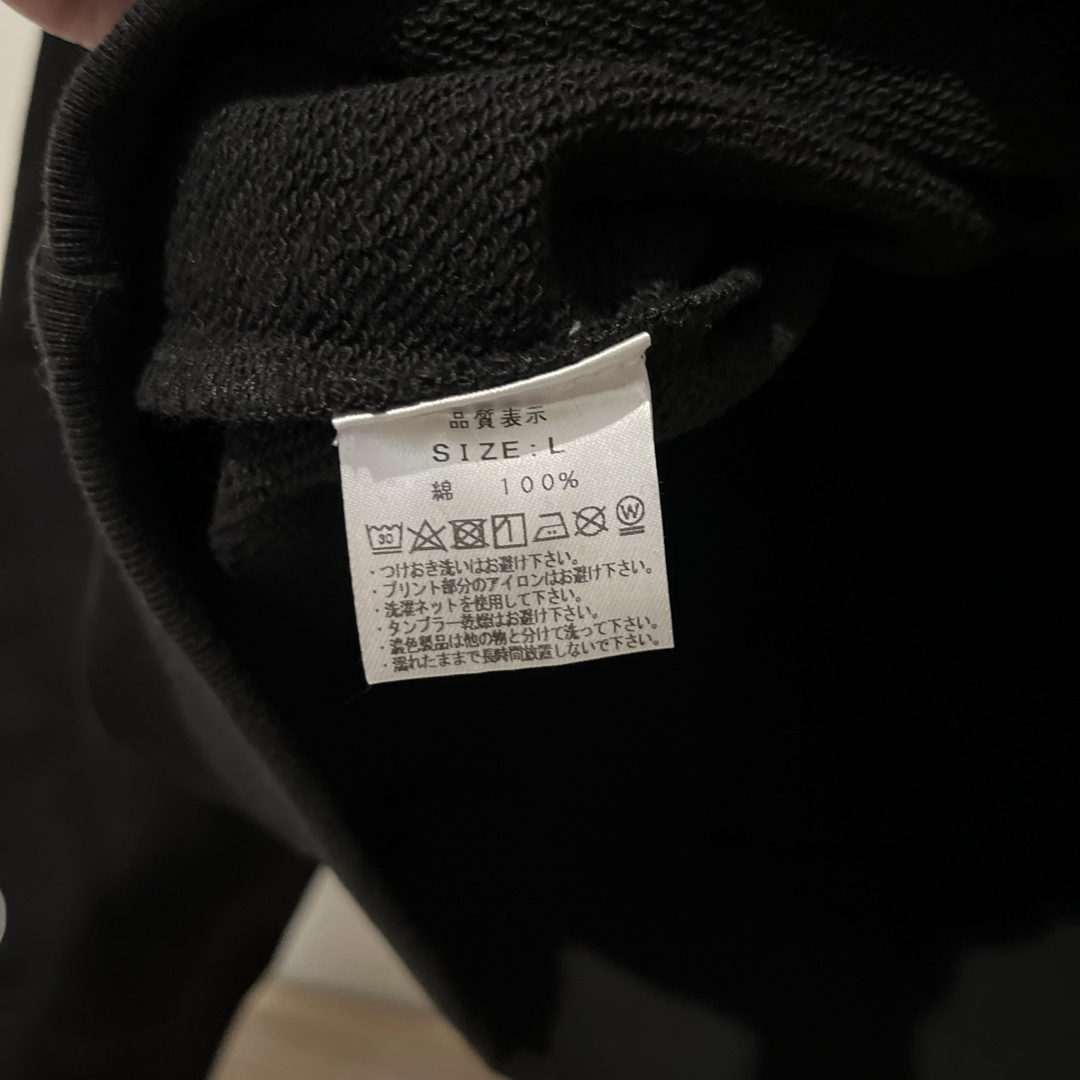 品質表示
SIZE:L
綿 100%
30 W
・つけおき洗いはお避け下さい。
・プリント部分のアイロンはお避け下さい。
・洗濯ネットを使用して下さい。
・タンブラー乾燥はお避け下さい。
・濃色製品は他の物と分けて洗って下さい。
・濡れたままで長時間放置しないで下さい。